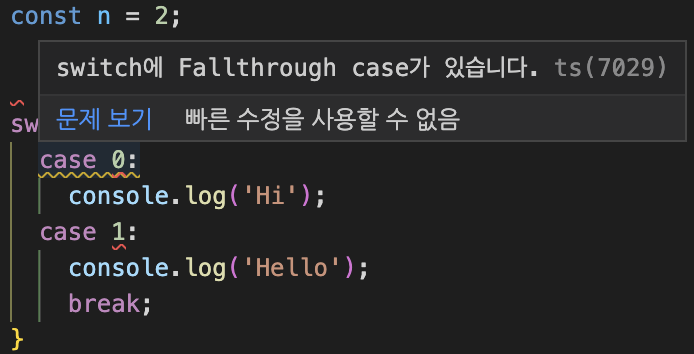 const n = 2;
switch에 Fallthrough case가 있습니다. ts(7029)
문제 보기 빠른 수정을 사용할 수 없음
sw
case 0:
console.log('Hi');
case 1:
console.log('Hello');
break;
}